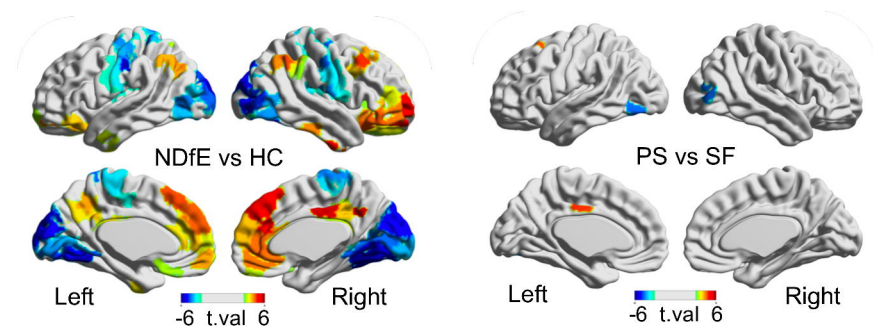 NDfE vs HC
Left
Right
-6 t.val 6
PS vs SF
Left
Right
-6 t.val 6